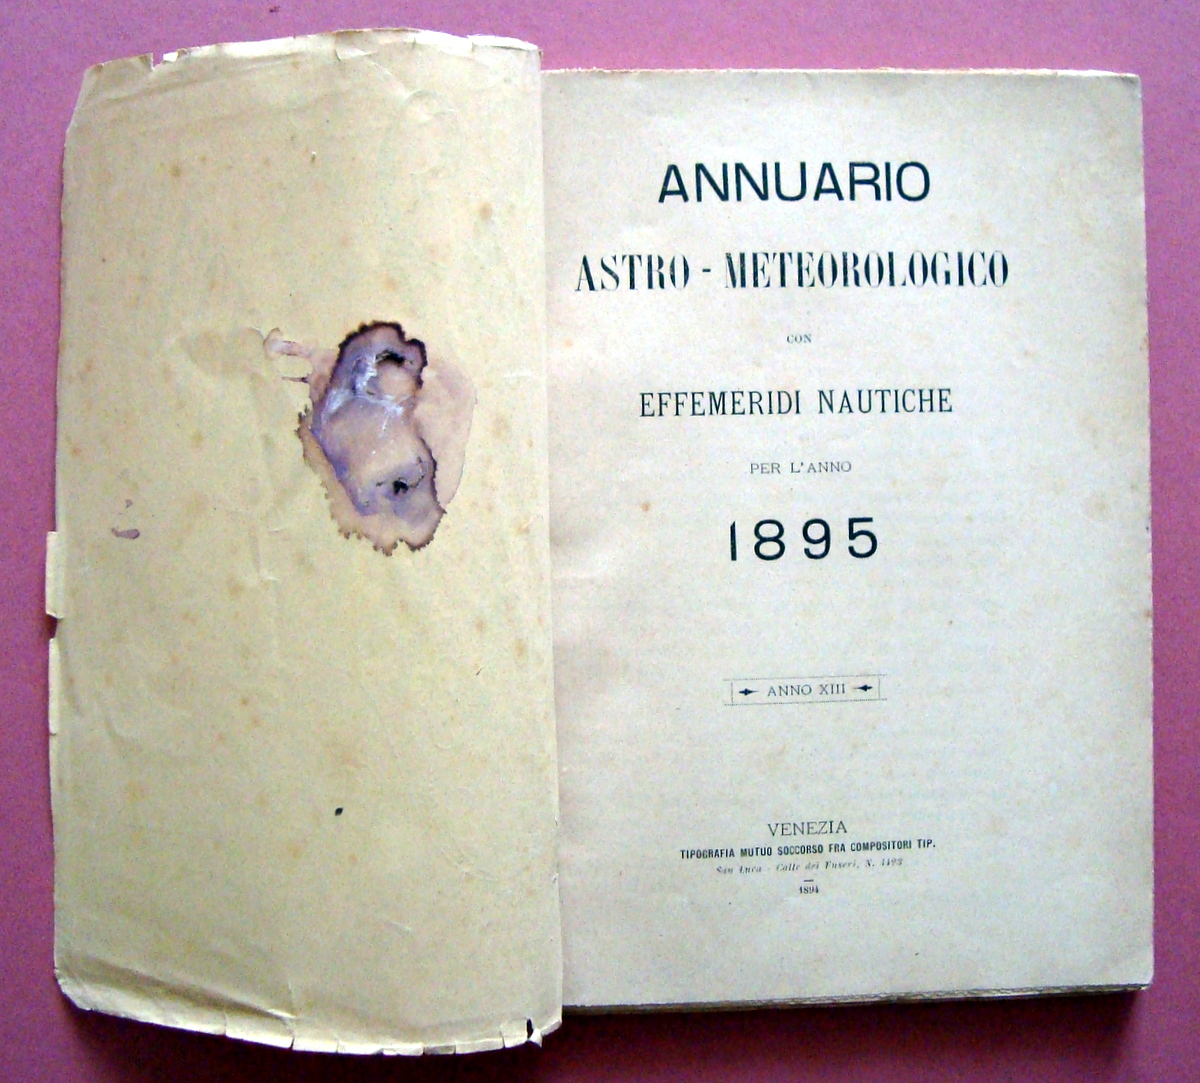 ANNUARIO
ASTRO - METEOROLOGICO
CON
EFFEMERIDI NAUTICHE
PER L'ANNO
1895
ANNO XIII
VENEZIA
TIPOGRAFIA MUTUO SOCCORSO FRA COMPOSITORI TIP.
San Luca - Calle dei Fuseri, N.
1894